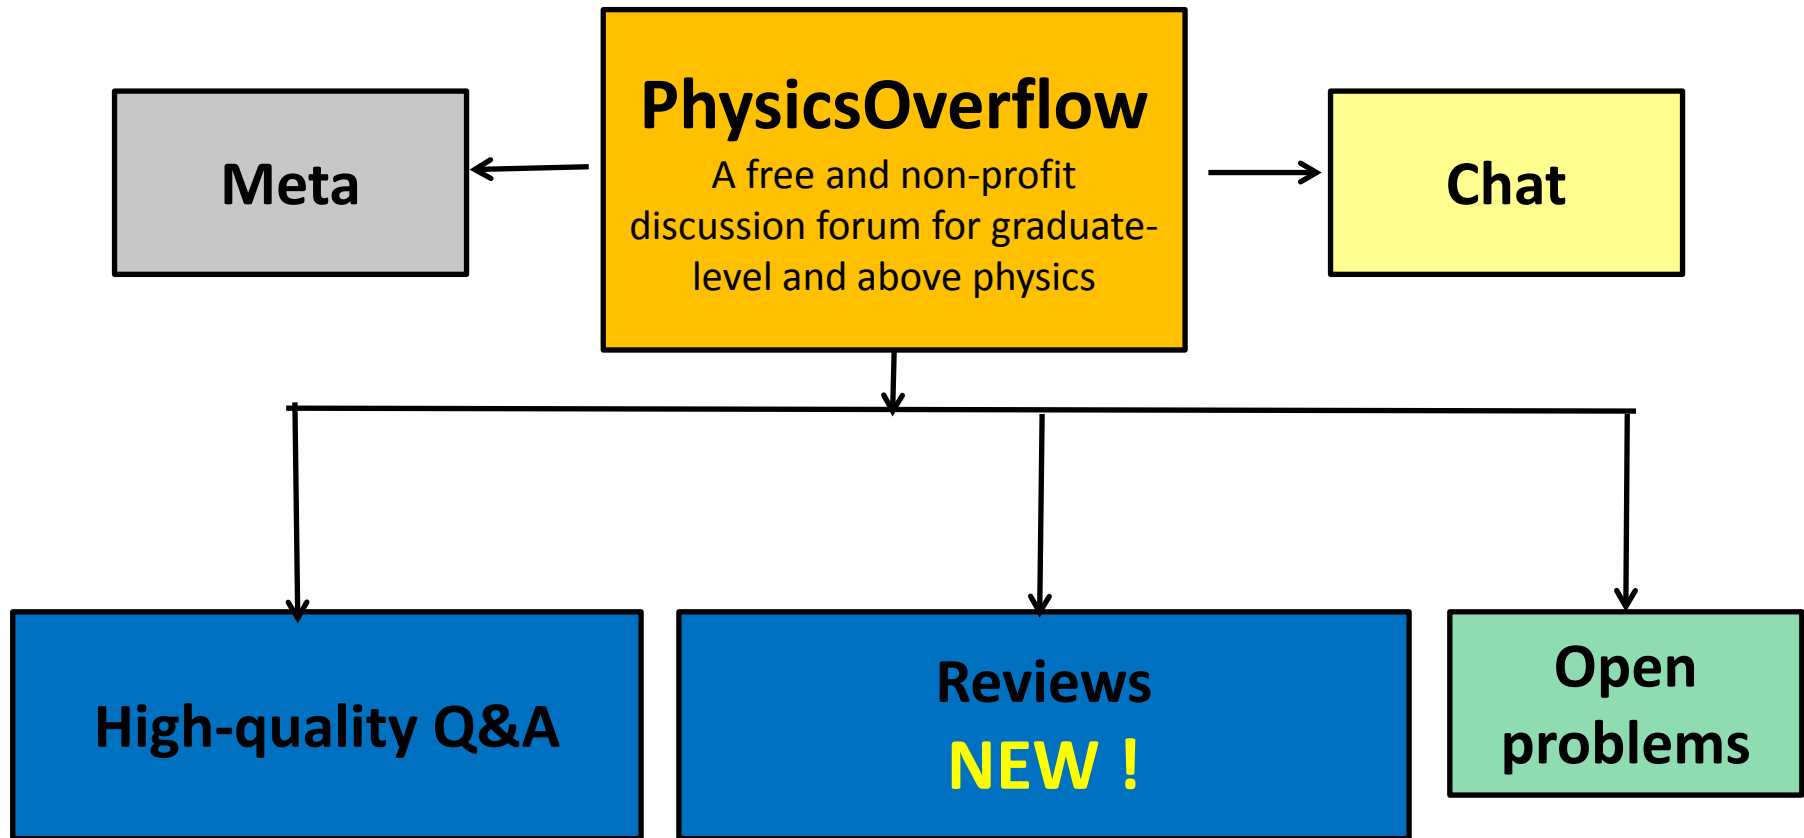 PhysicsOverflow
A free and non-profit
discussion forum for graduate-
level and above physics
Meta
Chat
High-quality Q&A
Reviews
NEW !
Open
problems